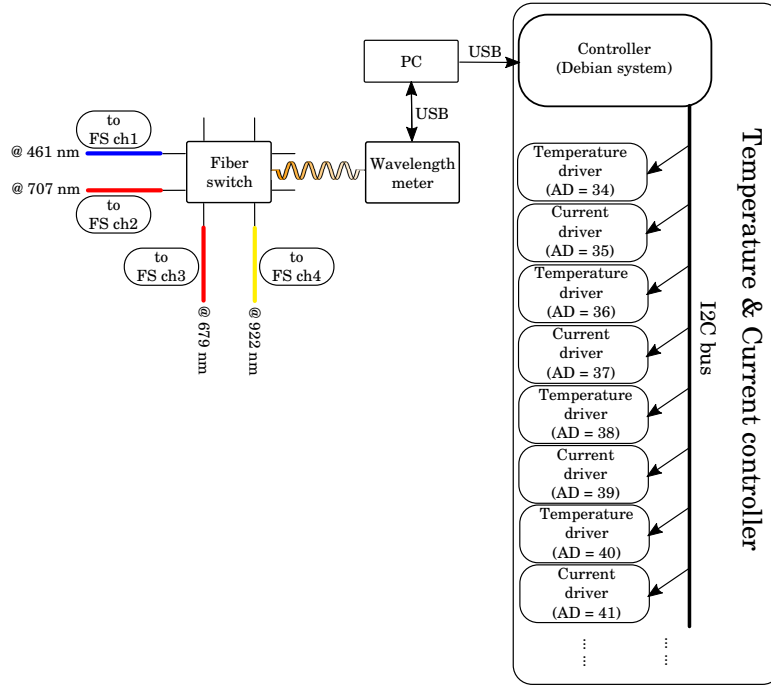 PC
USB
Controller
(Debian system)
USB
to
FS ch1
@ 461 nm
@ 707 nm
to
FS ch2
Fiber
switch
Wavelength
meter
to
FS ch3
to
FS ch4
@ 679 nm
@ 922 nm
Temperature
driver
(AD = 34)
Current
driver
(AD = 35)
Temperature
driver
(AD = 36)
Current
driver
(AD = 37)
Temperature
driver
(AD = 38)
Current
driver
(AD = 39)
Temperature
driver
(AD = 40)
Current
driver
(AD = 41)
I2C bus
Temperature & Current controller